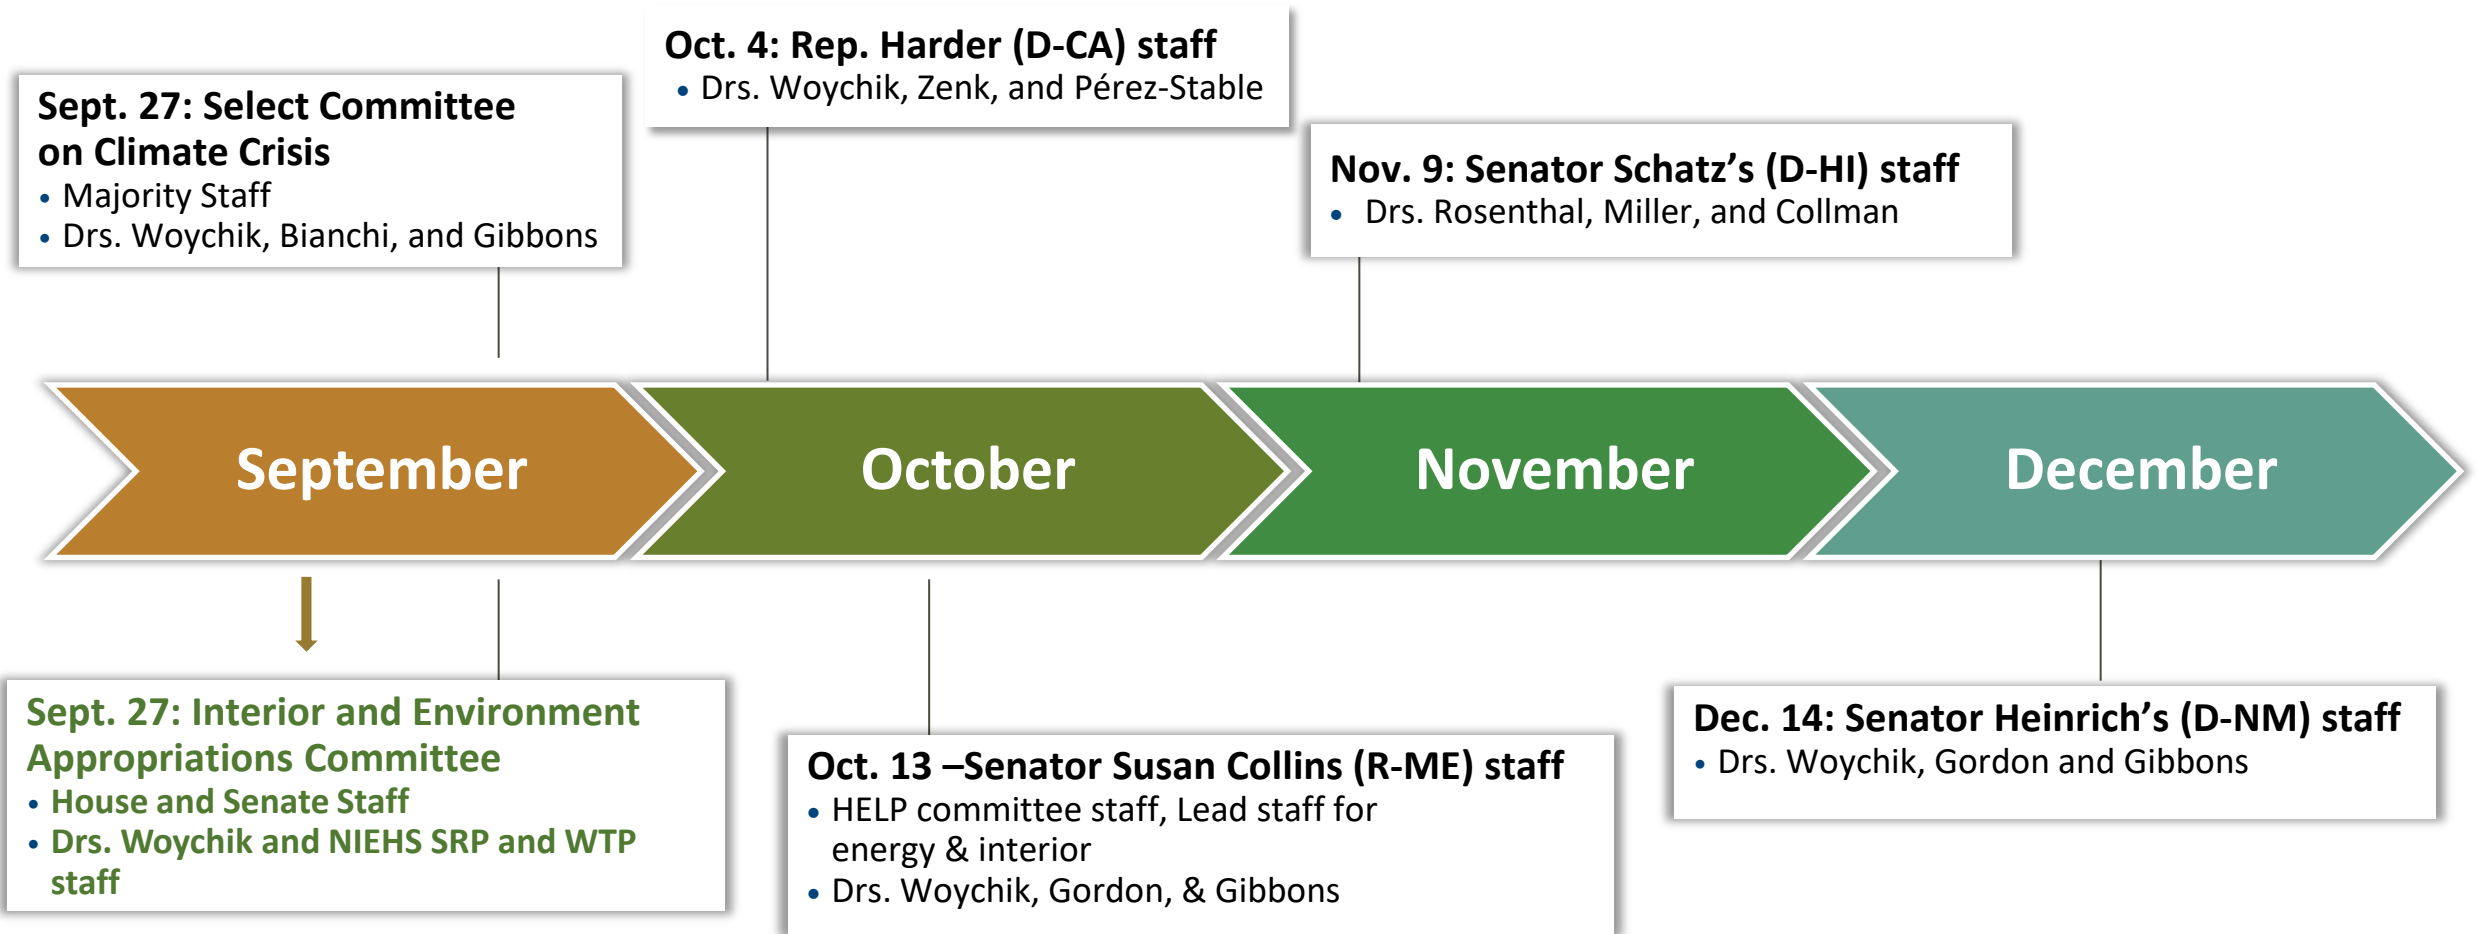 Oct. 4: Rep. Harder (D-CA) staff
• Drs. Woychik, Zenk, and Pérez-Stable
Sept. 27: Select Committee
on Climate Crisis
• Majority Staff
• Drs. Woychik, Bianchi, and Gibbons
Nov. 9: Senator Schatz’s (D-HI) staff
• Drs. Rosenthal, Miller, and Collman
September
October
November
December
Sept. 27: Interior and Environment
Appropriations Committee
• House and Senate Staff
• Drs. Woychik and NIEHS SRP and WTP
staff
Oct. 13 –Senator Susan Collins (R-ME) staff
• HELP committee staff, Lead staff for
energy & interior
• Drs. Woychik, Gordon, & Gibbons
Dec. 14: Senator Heinrich’s (D-NM) staff
• Drs. Woychik, Gordon and Gibbons